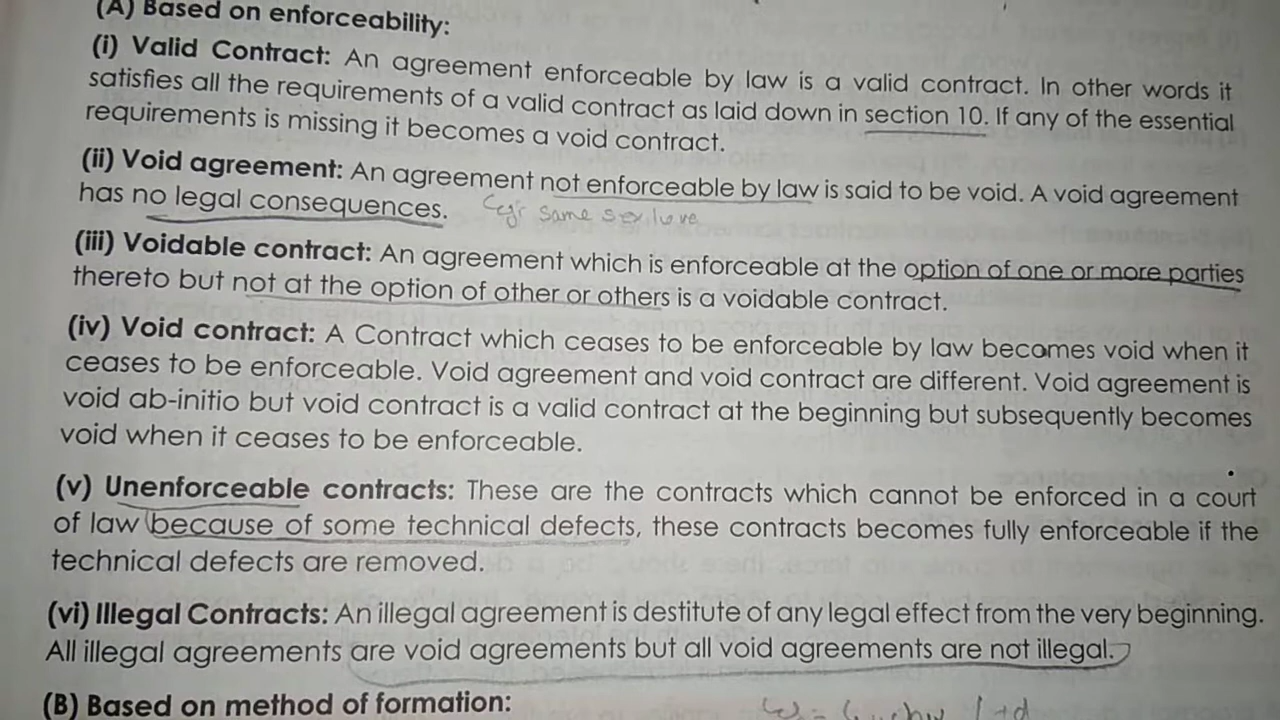 (A) Based on enforceability:
(i) Valid Contract: An agreement enforceable by law is a valid contract. In other words it
satisfies all the requirements of a valid contract as laid down in section 10. If any of the essential
requirements is missing it becomes a void contract.
(ii) Void agreement: An agreement not enforceable by law is said to be void. A void agreement
has no legal consequences. eg: same sex love
(iii) Voidable contract: An agreement which is enforceable at the option of one or more parties
thereto but not at the option of other or others is a voidable contract.
(iv) Void contract: A Contract which ceases to be enforceable by law becomes void when it
ceases to be enforceable. Void agreement and void contract are different. Void agreement is
void ab-initio but void contract is a valid contract at the beginning but subsequently becomes
void when it ceases to be enforceable.
(v) Unenforceable contracts: These are the contracts which cannot be enforced in a court
of law because of some technical defects, these contracts becomes fully enforceable if the
technical defects are removed.
(vi) Illegal Contracts: An illegal agreement is destitute of any legal effect from the very beginning.
All illegal agreements are void agreements but all void agreements are not illegal.
(B) Based on method of formation: